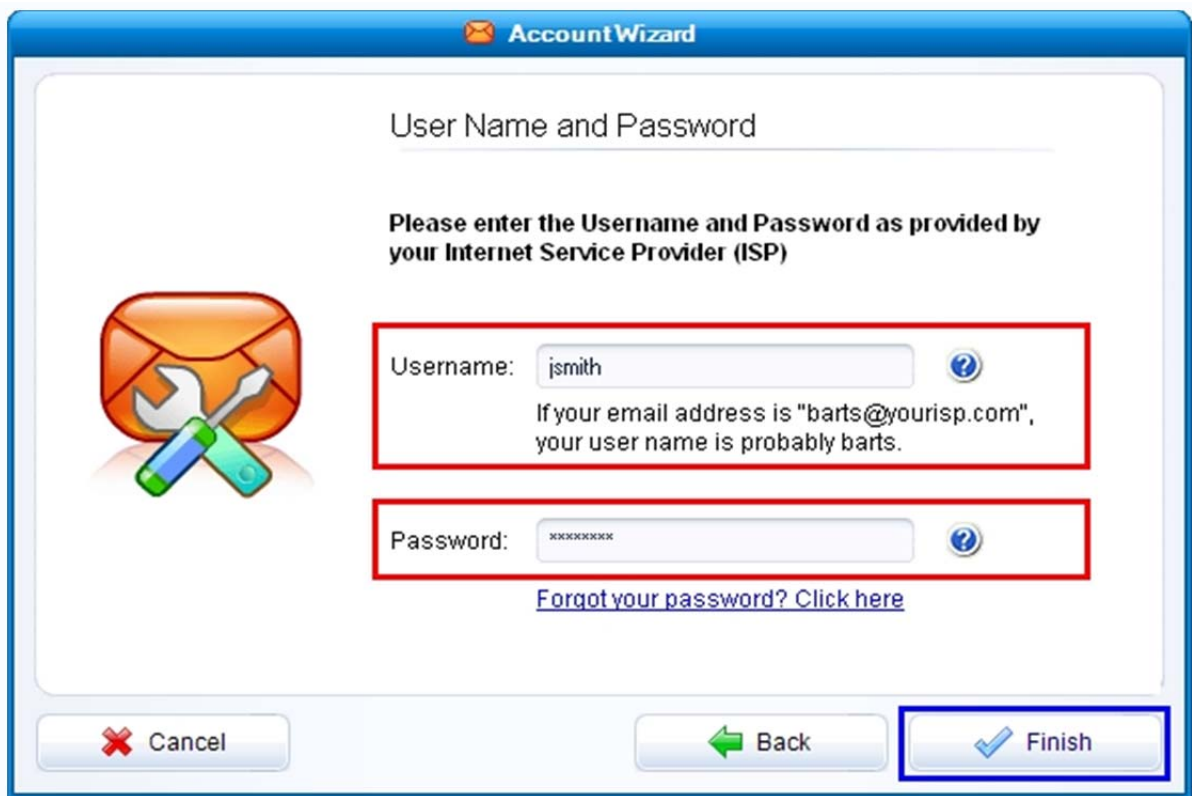 Account Wizard
User Name and Password
Please enter the Username and Password as provided by
your Internet Service Provider (ISP)
Username: jsmith ?
If your email address is "barts@yourisp.com",
your user name is probably barts.
Password: ******** ?
Forgot your password? Click here
Cancel Back Finish